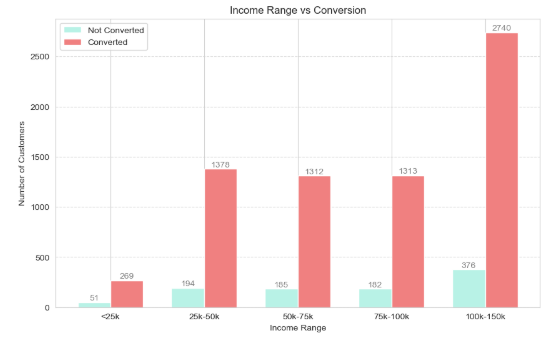 Income Range vs Conversion
Not Converted
Converted
Number of Customers
2500
2000
1500
1000
500
0
51
269
194
1378
185
1312
182
1313
376
2740
<25k
25k-50k
50k-75k
75k-100k
100k-150k
Income Range